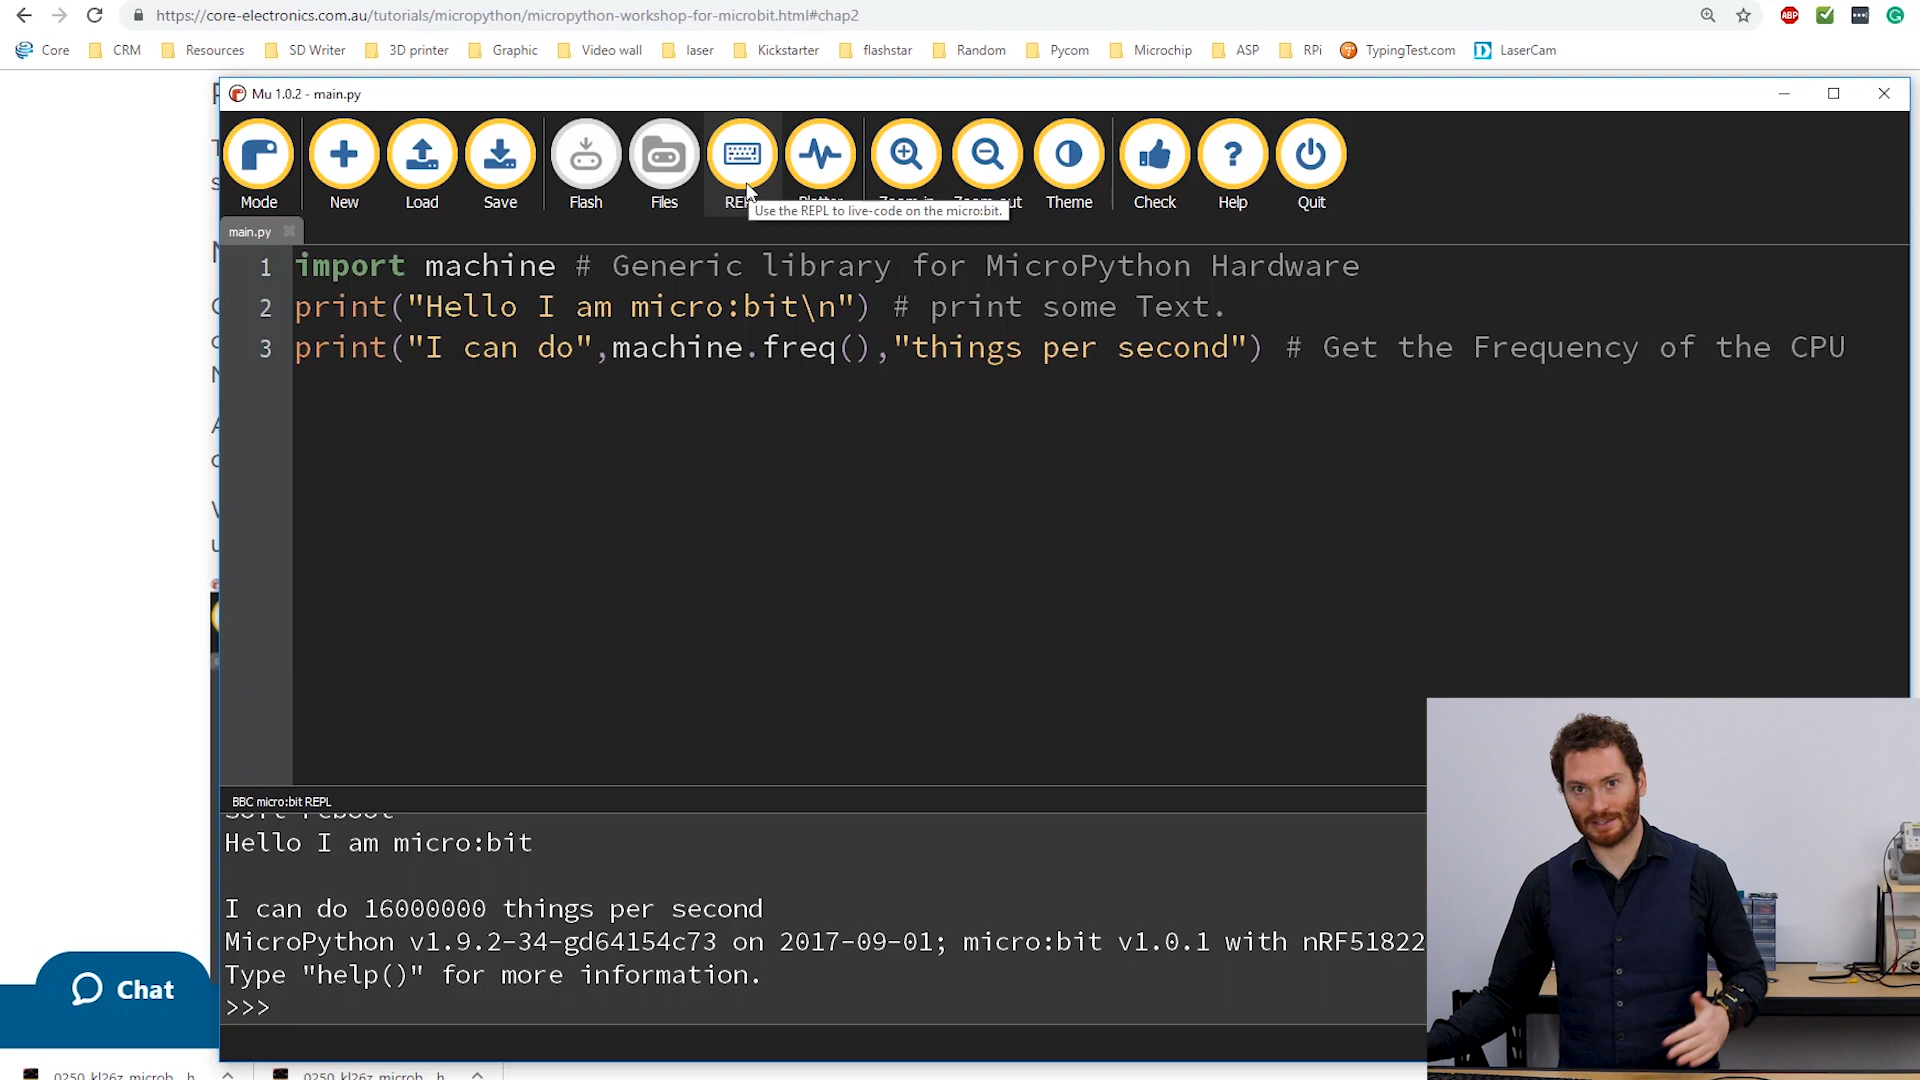 https://core-electronics.com.au/tutorials/micropython/micropython-workshop-for-microbit.html#chap2
ABP
Core CRM Resources SD Writer 3D printer Graphic Video wall laser Kickstarter flashstar Random Pycom Microchip ASP RPi TypingTest.com LaserCam
Mu 1.0.2 - main.py
Mode New Load Save Flash Files Theme Check Help Quit
Use the REPL to live-code on the micro:bit.
main.py
1 import machine # Generic library for MicroPython Hardware
2 print("Hello I am micro:bit\n") # print some Text.
3 print("I can do",machine.freq(),"things per second") # Get the Frequency of the CPU
BBC micro:bit REPL
Soft reboot
Hello I am micro:bit
I can do 16000000 things per second
MicroPython v1.9.2-34-gd64154c73 on 2017-09-01; micro:bit v1.0.1 with nRF51822
Type "help()" for more information.
>>>
Chat
0250_kl26z_microb...h 0250_kl26z_microb...h